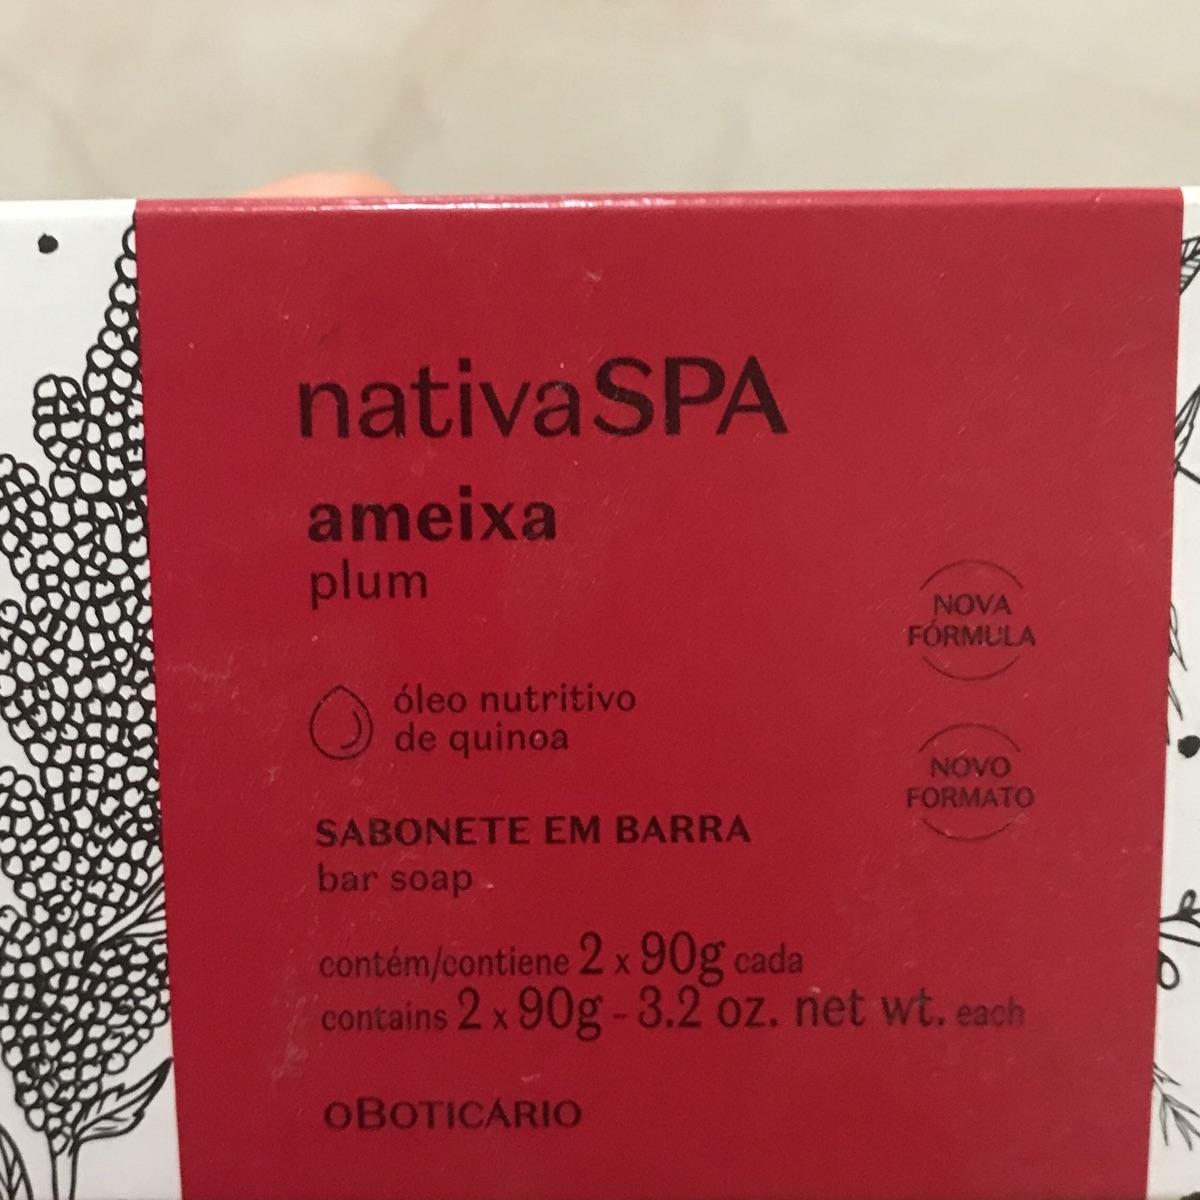 nativaSPA
ameixa
plum
NOVA
FÓRMULA
óleo nutritivo
de quinoa
NOVO
FORMATO
SABONETE EM BARRA
bar soap
contém/contiene 2 x 90g cada
contains 2 x 90g - 3.2 oz. net wt. each
oBOTICÁRIO